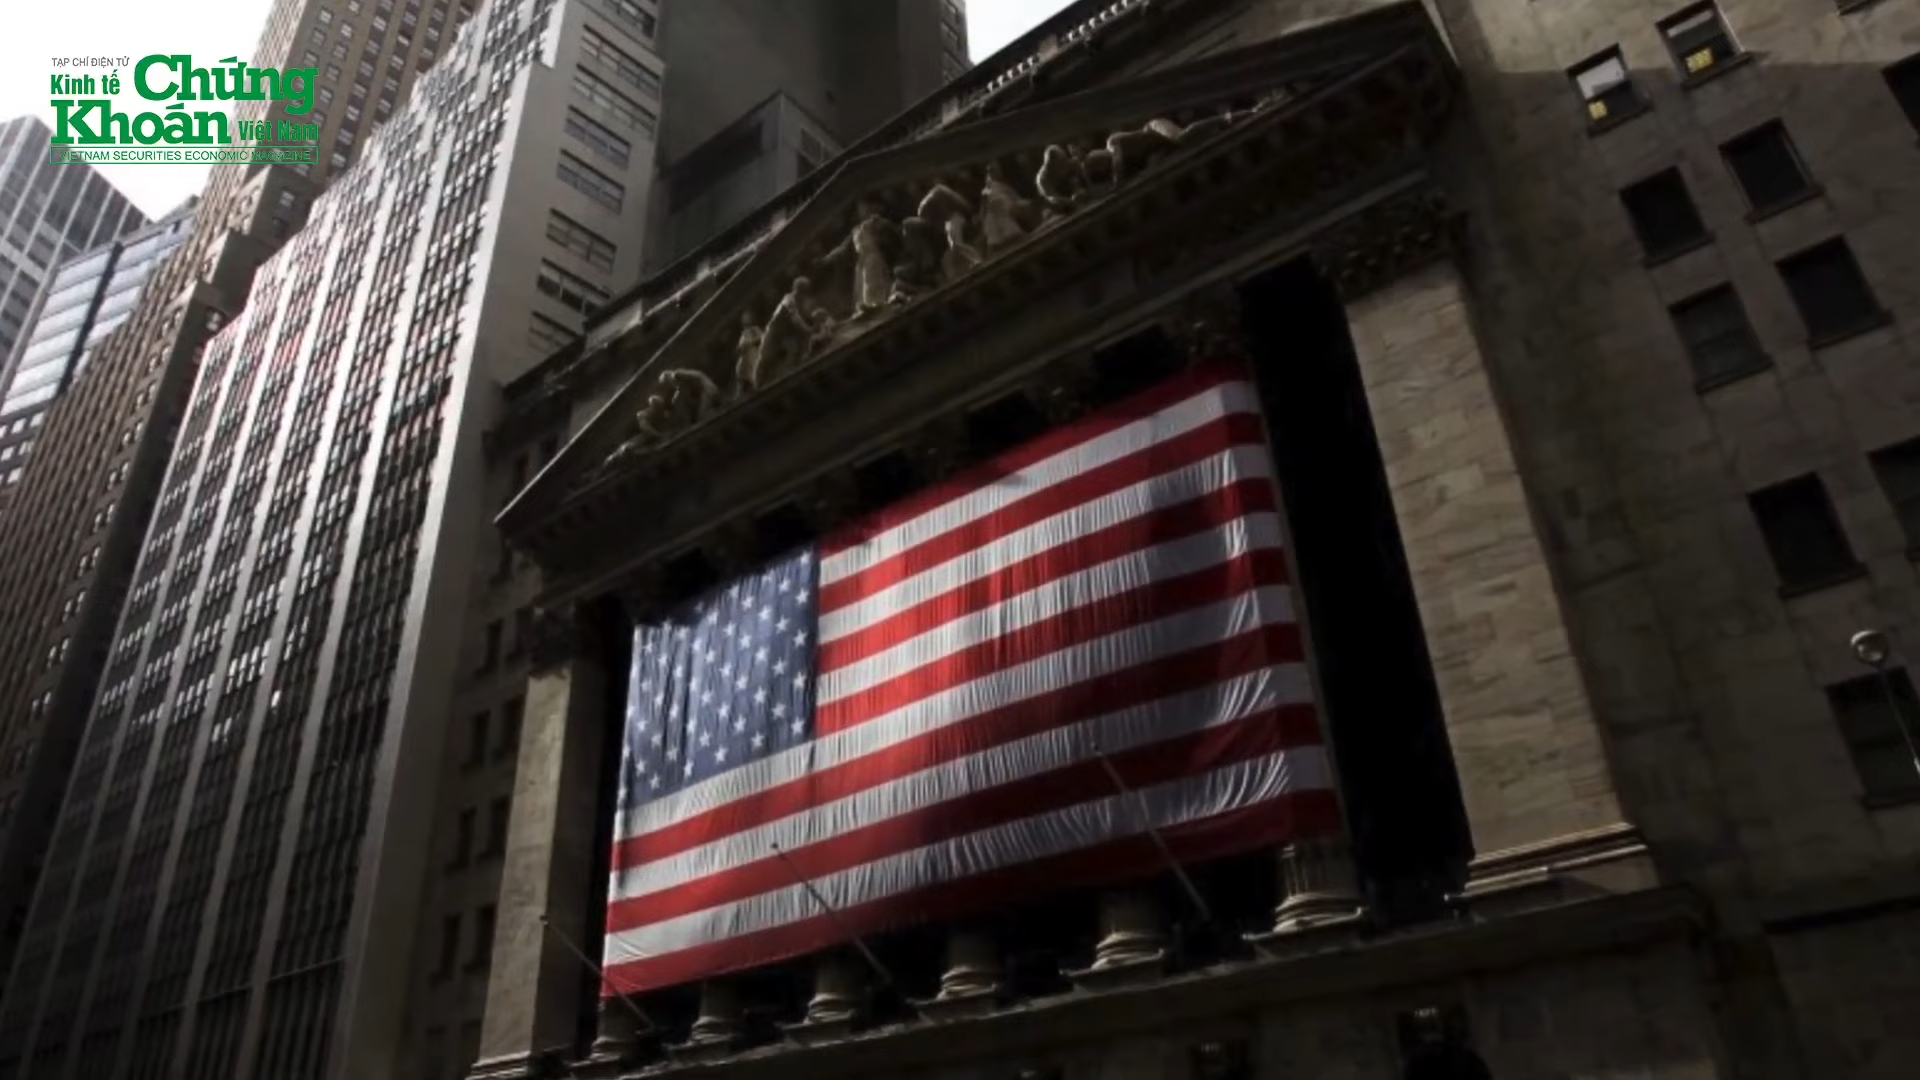 TẠP CHÍ ĐIỆN TỬ
Kinh tế Chứng
Khoán Việt Nam
VIETNAM SECURITIES ECONOMIC MAGAZINE